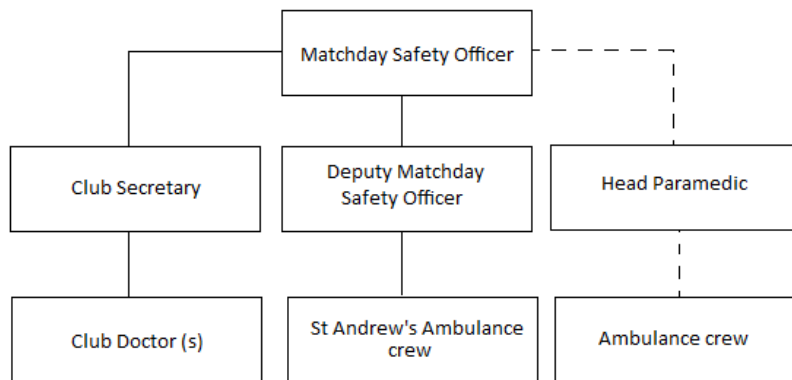 Matchday Safety Officer
Club Secretary
Deputy Matchday
Safety Officer
Head Paramedic
Club Doctor (s)
St Andrew's Ambulance
crew
Ambulance crew